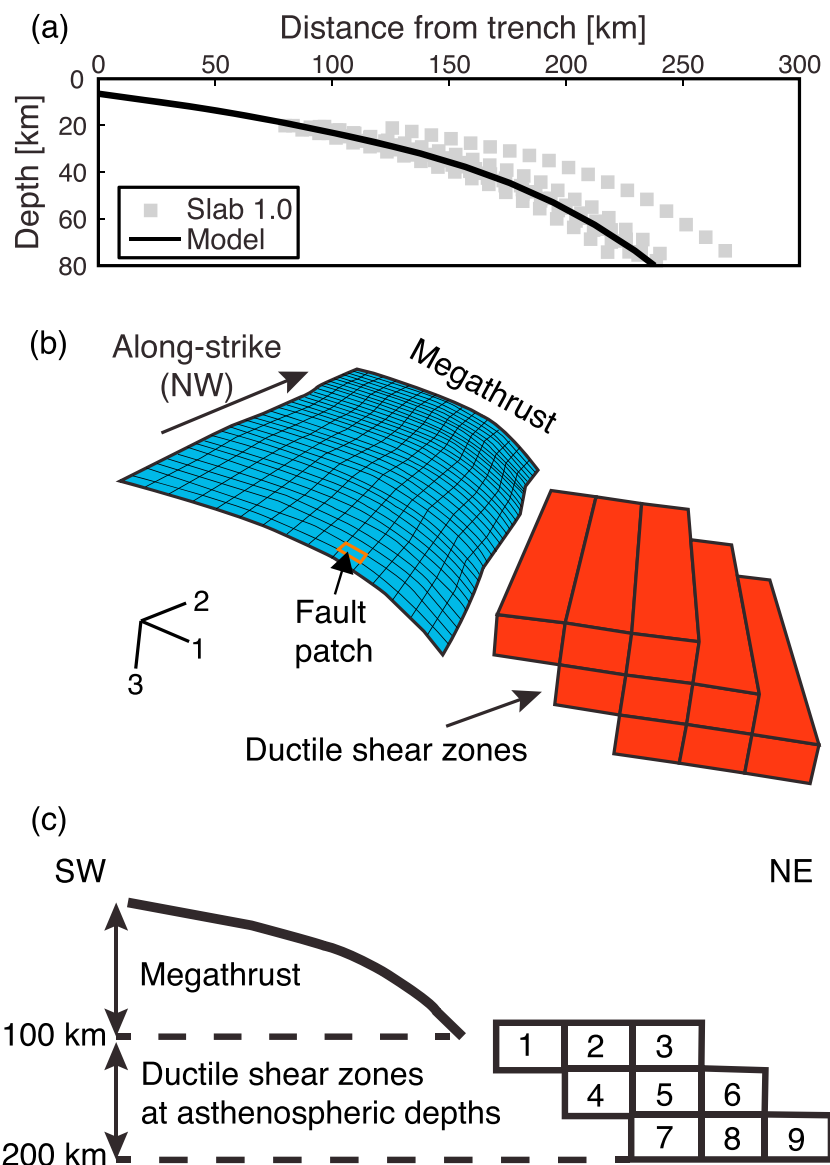 (a)
Distance from trench [km]
0 50 100 150 200 250 300
Depth [km]
0
20
40
60
80
Slab 1.0
Model
(b)
Along-strike
(NW)
Megathrust
Fault
patch
2
1
3
Ductile shear zones
(c)
SW
NE
Megathrust
100 km
1 2 3
Ductile shear zones
at asthenospheric depths
4 5 6
7 8 9
200 km